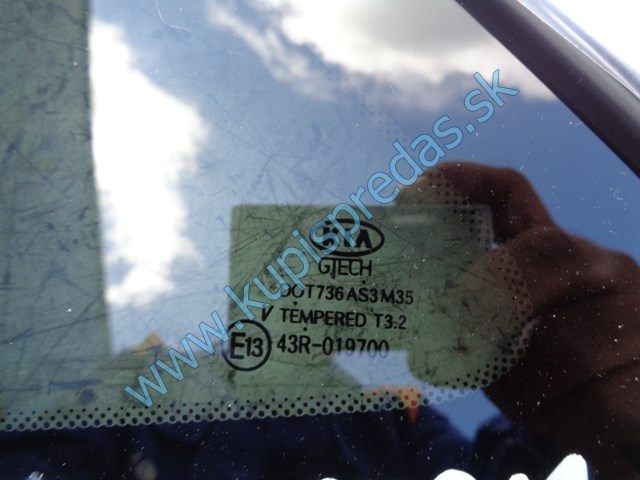 KIA
GTECH
DOT736 AS3 M35
V TEMPERED T3.2
E13 43R-019700
www.kupispredas.sk